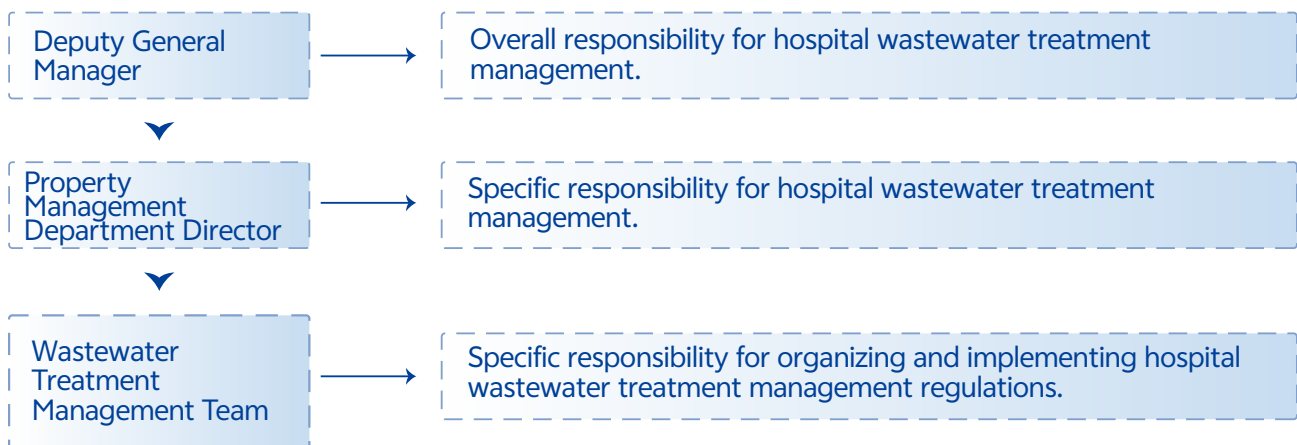 Deputy General
Manager
Overall responsibility for hospital wastewater treatment
management.
Property
Management
Department Director
Specific responsibility for hospital wastewater treatment
management.
Wastewater
Treatment
Management Team
Specific responsibility for organizing and implementing hospital
wastewater treatment management regulations.